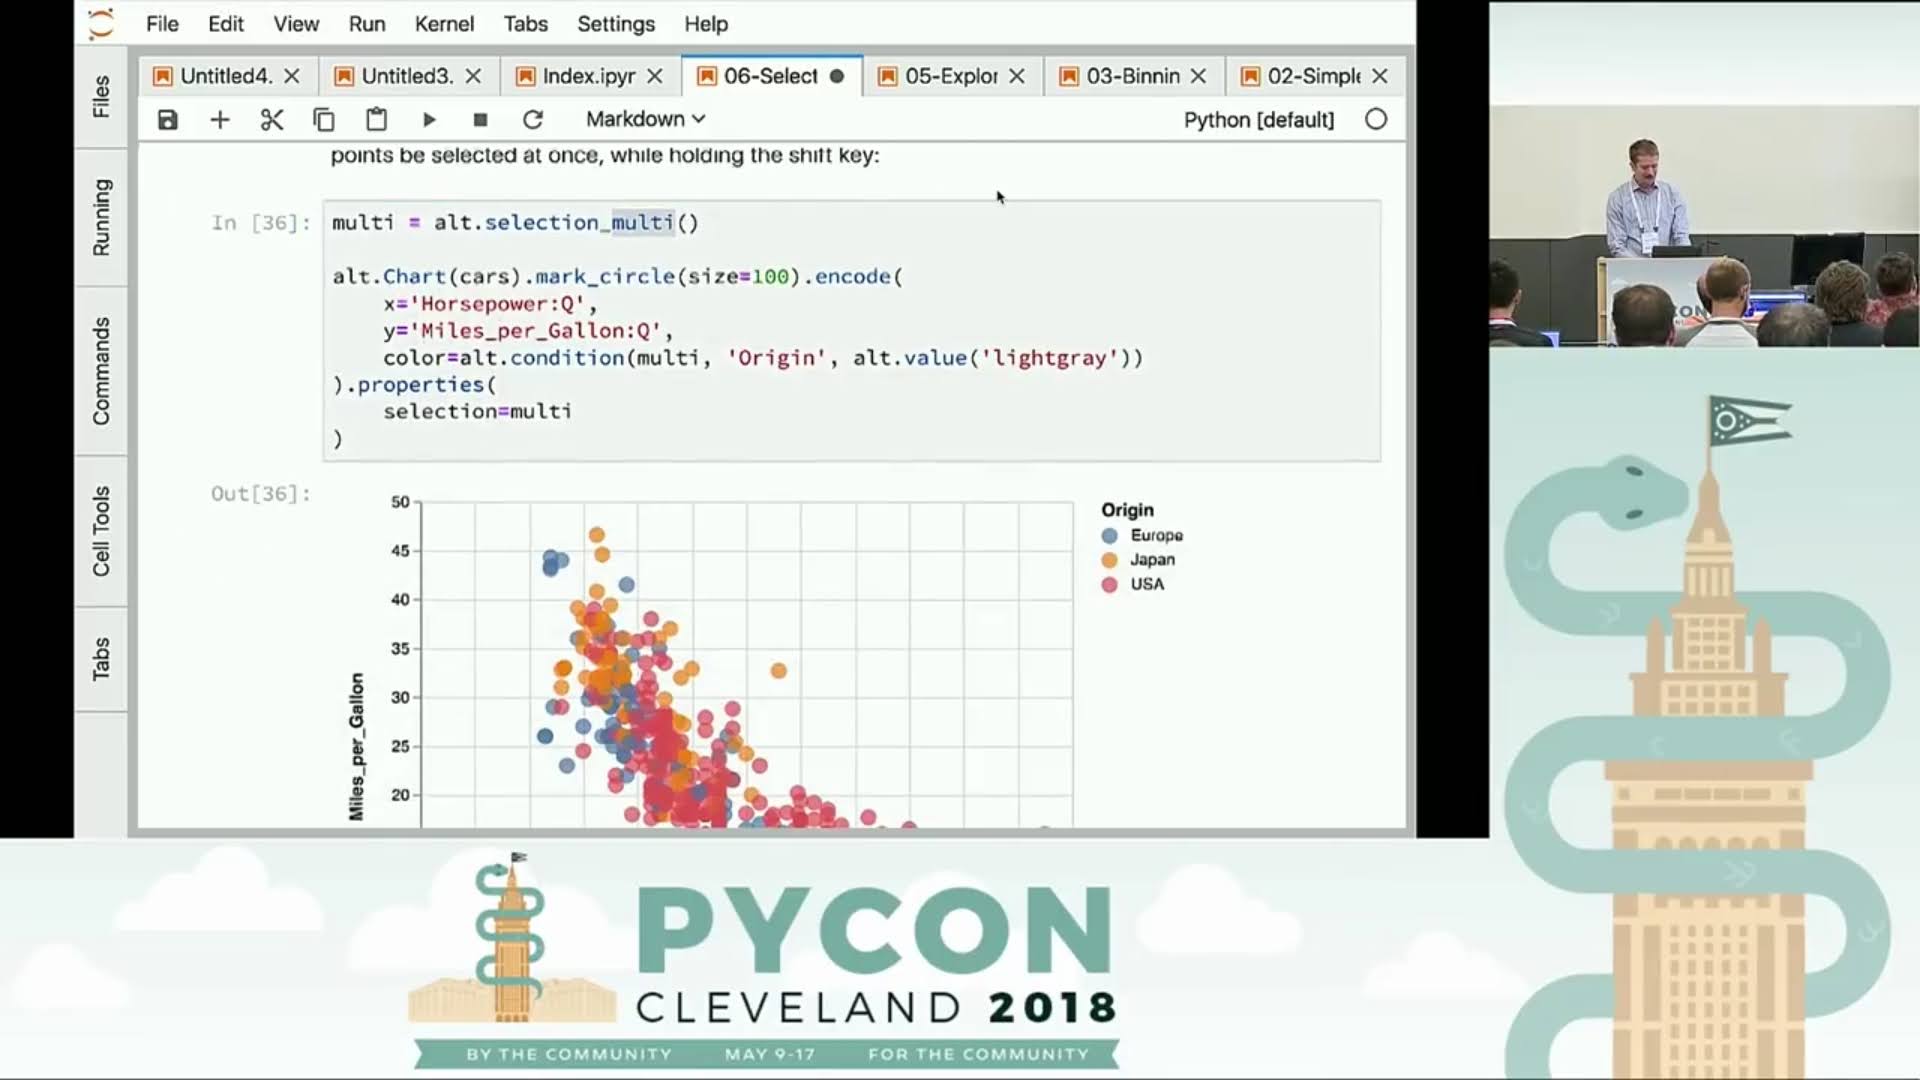 File Edit View Run Kernel Tabs Settings Help
Untitled4. Untitled3. Index.ipyr 06-Select 05-Explor 03-Binnin 02-Simple
Markdown Python [default]
Files
Running
Commands
Cell Tools
Tabs
points be selected at once, while holding the shift key:
In [36]:
multi = alt.selection_multi()
alt.Chart(cars).mark_circle(size=100).encode(
x='Horsepower:Q',
y='Miles_per_Gallon:Q',
color=alt.condition(multi, 'Origin', alt.value('lightgray'))
).properties(
selection=multi
)
Out[36]:
50
45
40
35
30
25
20
Miles_per_Gallon
Origin
Europe
Japan
USA
PYCON
CLEVELAND 2018
BY THE COMMUNITY MAY 9-17 FOR THE COMMUNITY